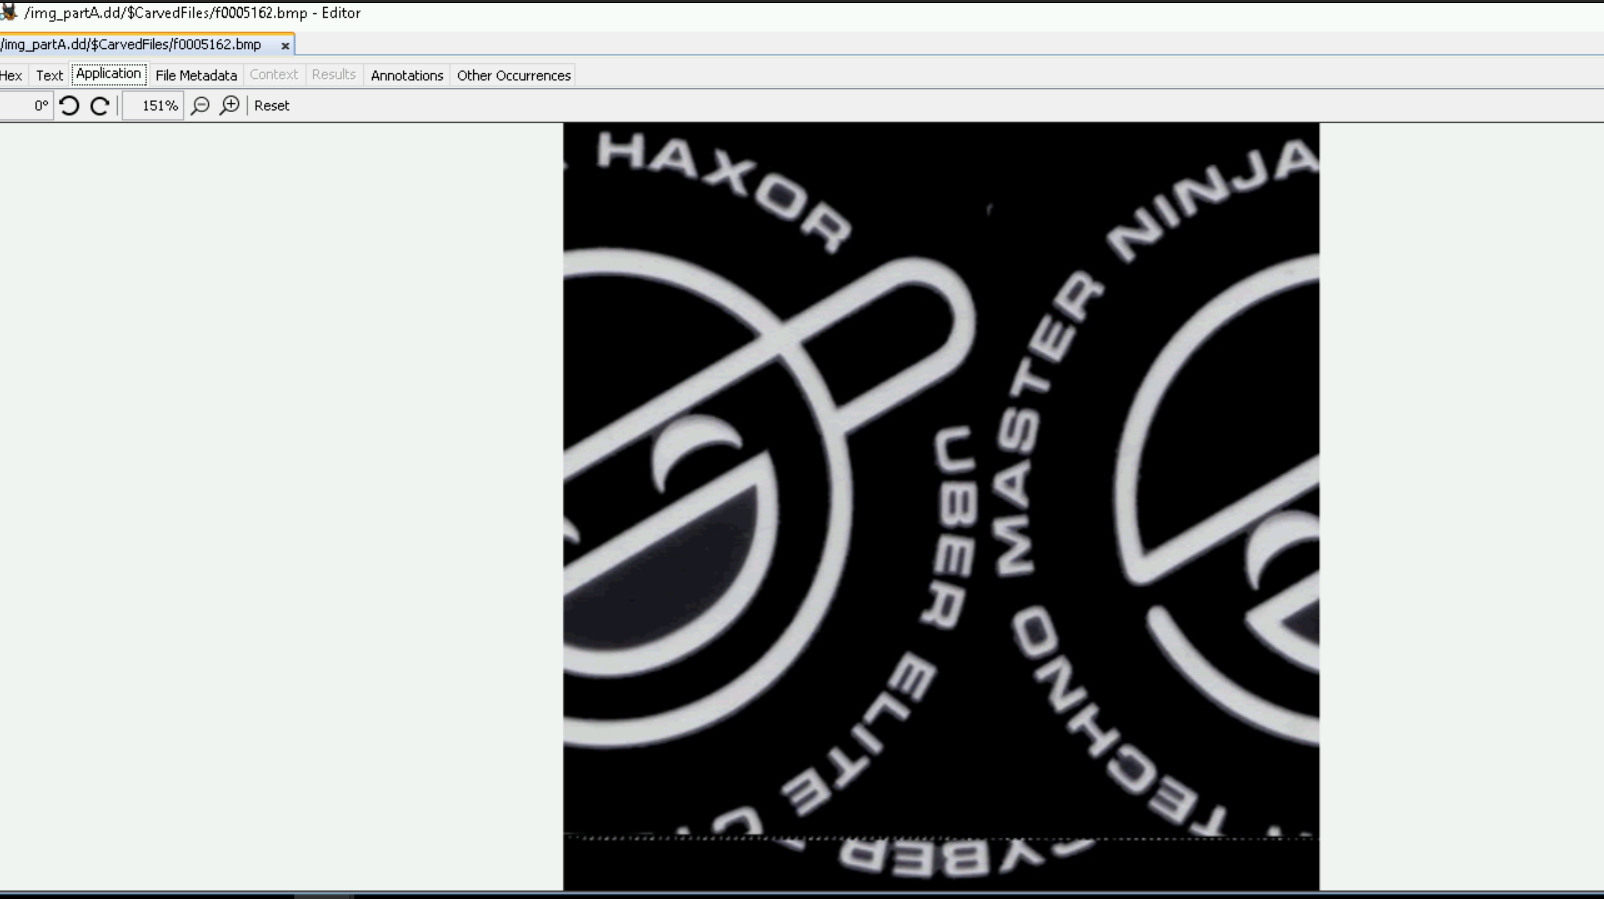 /img_partA.dd/$CarvedFiles/f0005162.bmp - Editor
/img_partA.dd/$CarvedFiles/f0005162.bmp x
Hex Text Application File Metadata Context Results Annotations Other Occurrences
0° 151% Reset
HAXOR
UBER ELITE
TECHNO MASTER NINJA
CYBER